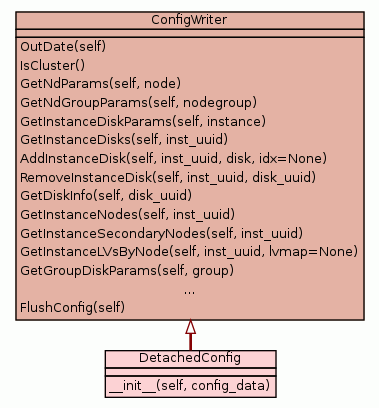 ConfigWriter
OutDate(self)
IsCluster()
GetNdParams(self, node)
GetNdGroupParams(self, nodegroup)
GetInstanceDiskParams(self, instance)
GetInstanceDisks(self, inst_uuid)
AddInstanceDisk(self, inst_uuid, disk, idx=None)
RemoveInstanceDisk(self, inst_uuid, disk_uuid)
GetDiskInfo(self, disk_uuid)
GetInstanceNodes(self, inst_uuid)
GetInstanceSecondaryNodes(self, inst_uuid)
GetInstanceLVsByNode(self, inst_uuid, lvmap=None)
GetGroupDiskParams(self, group)
...
FlushConfig(self)
DetachedConfig
__init__(self, config_data)